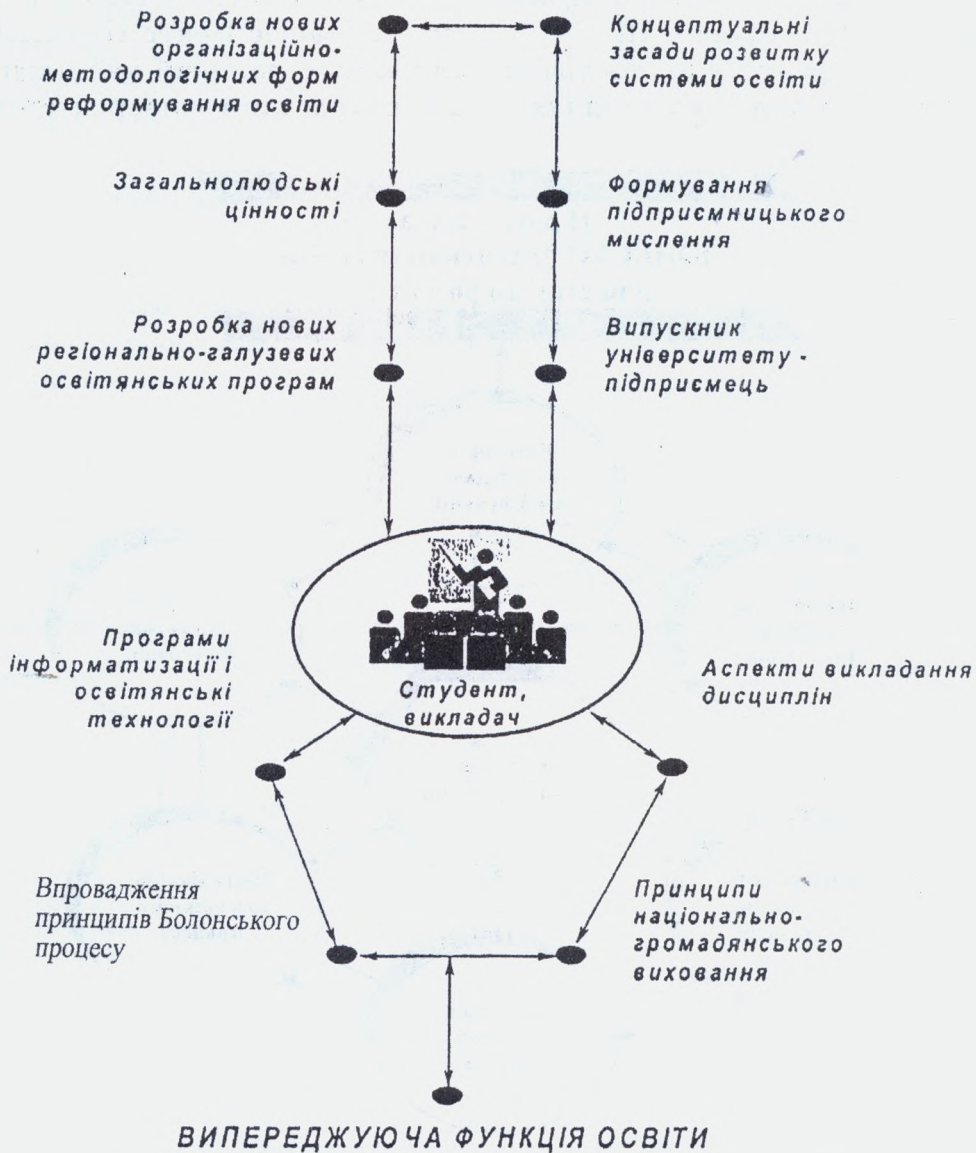 Розробка нових
організаційно-
методологічних форм
реформування освіти
Концептуальні
засади розвитку
системи освіти
Загальнолюдські
цінності
Формування
підприємницького
мислення
Розробка нових
регіонально-галузевих
освітянських програм
Випускник
університету -
підприємець
Студент,
викладач
Програми
інформатизації і
освітянські
технології
Аспекти викладання
дисциплін
Впровадження
принципів Болонського
процесу
Принципи
національно-
громадянського
виховання
ВИПЕРЕДЖУЮЧА ФУНКЦІЯ ОСВІТИ